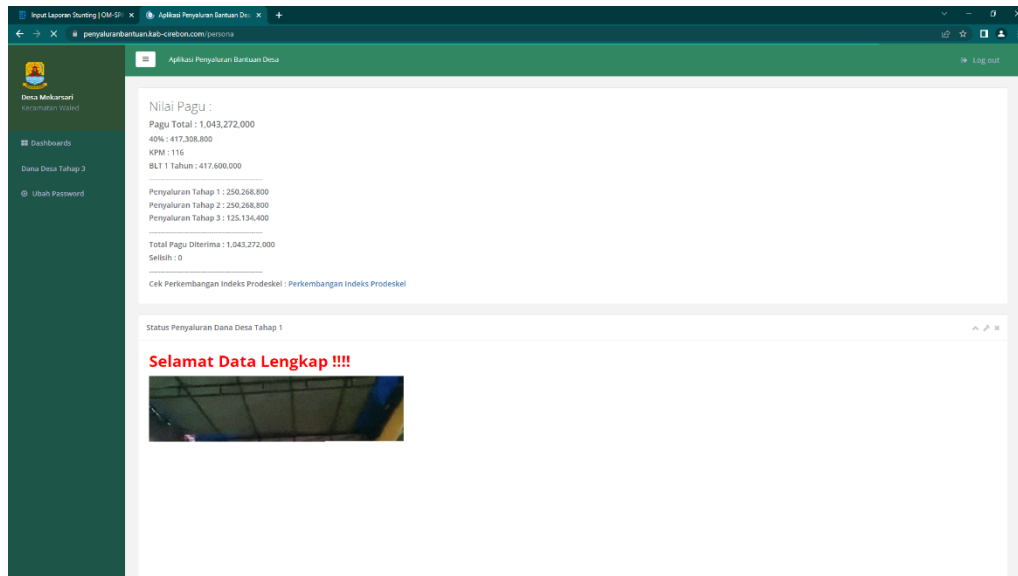 Input Laporan Stunting | OM-SP
Aplikasi Penyaluran Bantuan Des
penyaluranbantuan.kab-cirebon.com/persona
Aplikasi Penyaluran Bantuan Desa
Log out
Desa Mekarsari
Kecamatan Waled
Dashboards
Dana Desa Tahap 3
Ubah Password
Nilai Pagu :
Pagu Total : 1,043,272,000
40% : 417,308,800
KPM : 116
BLT 1 Tahun : 417,600,000
Penyaluran Tahap 1 : 250,268,800
Penyaluran Tahap 2 : 250,268,800
Penyaluran Tahap 3 : 125,134,400
Total Pagu Diterima : 1,043,272,000
Selisih : 0
Cek Perkembangan Indeks Prodeskel : Perkembangan Indeks Prodeskel
Status Penyaluran Dana Desa Tahap 1
Selamat Data Lengkap !!!!